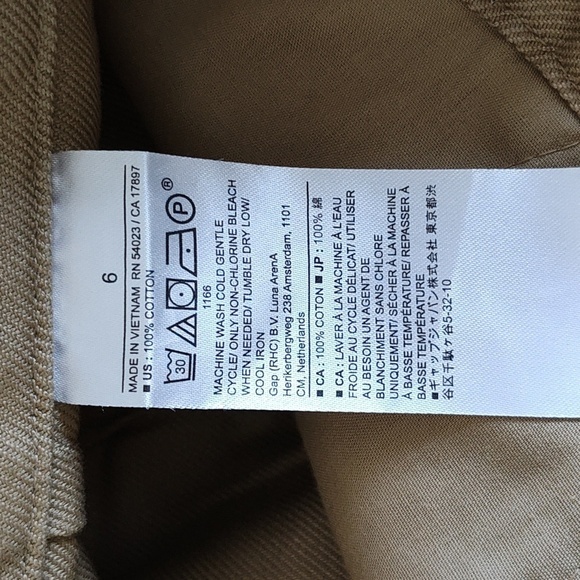 6
MADE IN VIETNAM RN 54023 / CA 17897
■ US : 100% COTTON
30 P ®
1166
MACHINE WASH COLD GENTLE
CYCLE/ ONLY NON-CHLORINE BLEACH
WHEN NEEDED/ TUMBLE DRY LOW/
COOL IRON
Gap (RHC) B.V. Luna ArenA
Herikerbergweg 238 Amsterdam, 1101
CM, Netherlands
■ CA : 100% COTON ■ JP : 100% 綿
■ CA : LAVER À LA MACHINE À L'EAU
FROIDE AU CYCLE DÉLICAT/ UTILISER
AU BESOIN UN AGENT DE
BLANCHIMENT SANS CHLORE
UNIQUEMENT/ SÉCHER À LA MACHINE
À BASSE TEMPÉRATURE/ REPASSER À
BASSE TEMPÉRATURE
■ギャップジャパン株式会社 東京都渋
谷区千駄ヶ谷5-32-10